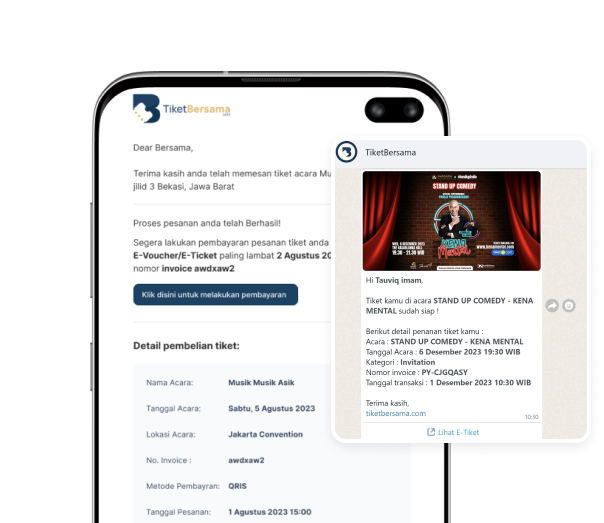 TiketBersama
.com
Dear Bersama,
Terima kasih anda telah memesan tiket acara Mu
jilid 3 Bekasi, Jawa Barat
Proses pesanan anda telah Berhasil!
Segera lakukan pembayaran pesanan tiket anda
E-Voucher/E-Ticket paling lambat 2 Agustus 20
nomor invoice awdxaw2
Klik disini untuk melakukan pembayaran
Detail pembelian tiket:
Nama Acara: Musik Musik Asik
Tanggal Acara: Sabtu, 5 Agustus 2023
Lokasi Acara: Jakarta Convention
No. Invoice : awdxaw2
Metode Pembayran: QRIS
Tanggal Pesanan: 1 Agustus 2023 15:00
TiketBersama
STAND UP COMEDY
KENA
MENTAL
Hi Tauviq imam,
Tiket kamu di acara STAND UP COMEDY - KENA
MENTAL sudah siap !
Berikut detail penanan tiket kamu :
Acara : STAND UP COMEDY - KENA MENTAL
Tanggal Acara : 6 Desember 2023 19:30 WIB
Kategori : Invitation
Nomor invoice : PY-CJGQASY
Tanggal transaksi : 1 Desember 2023 10:30 WIB
Terima kasih,
tiketbersama.com
10:30
Lihat E-Tiket